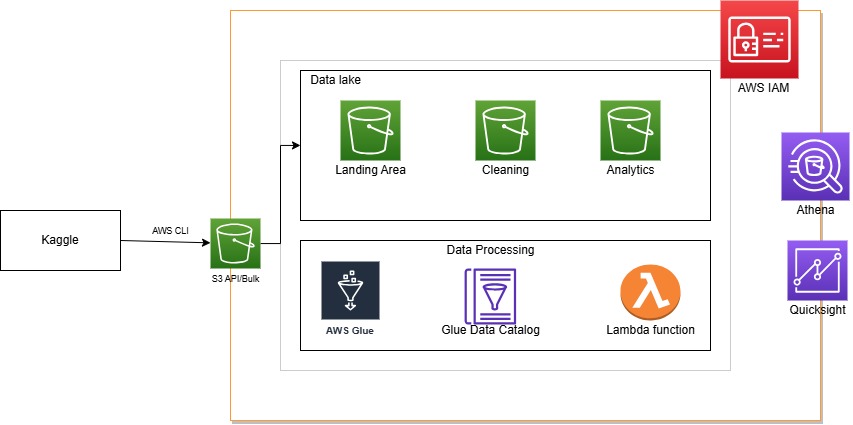 AWS IAM
Data lake
Landing Area
Cleaning
Analytics
Athena
Kaggle
AWS CLI
S3 API/Bulk
Data Processing
AWS Glue
Glue Data Catalog
Lambda function
Quicksight